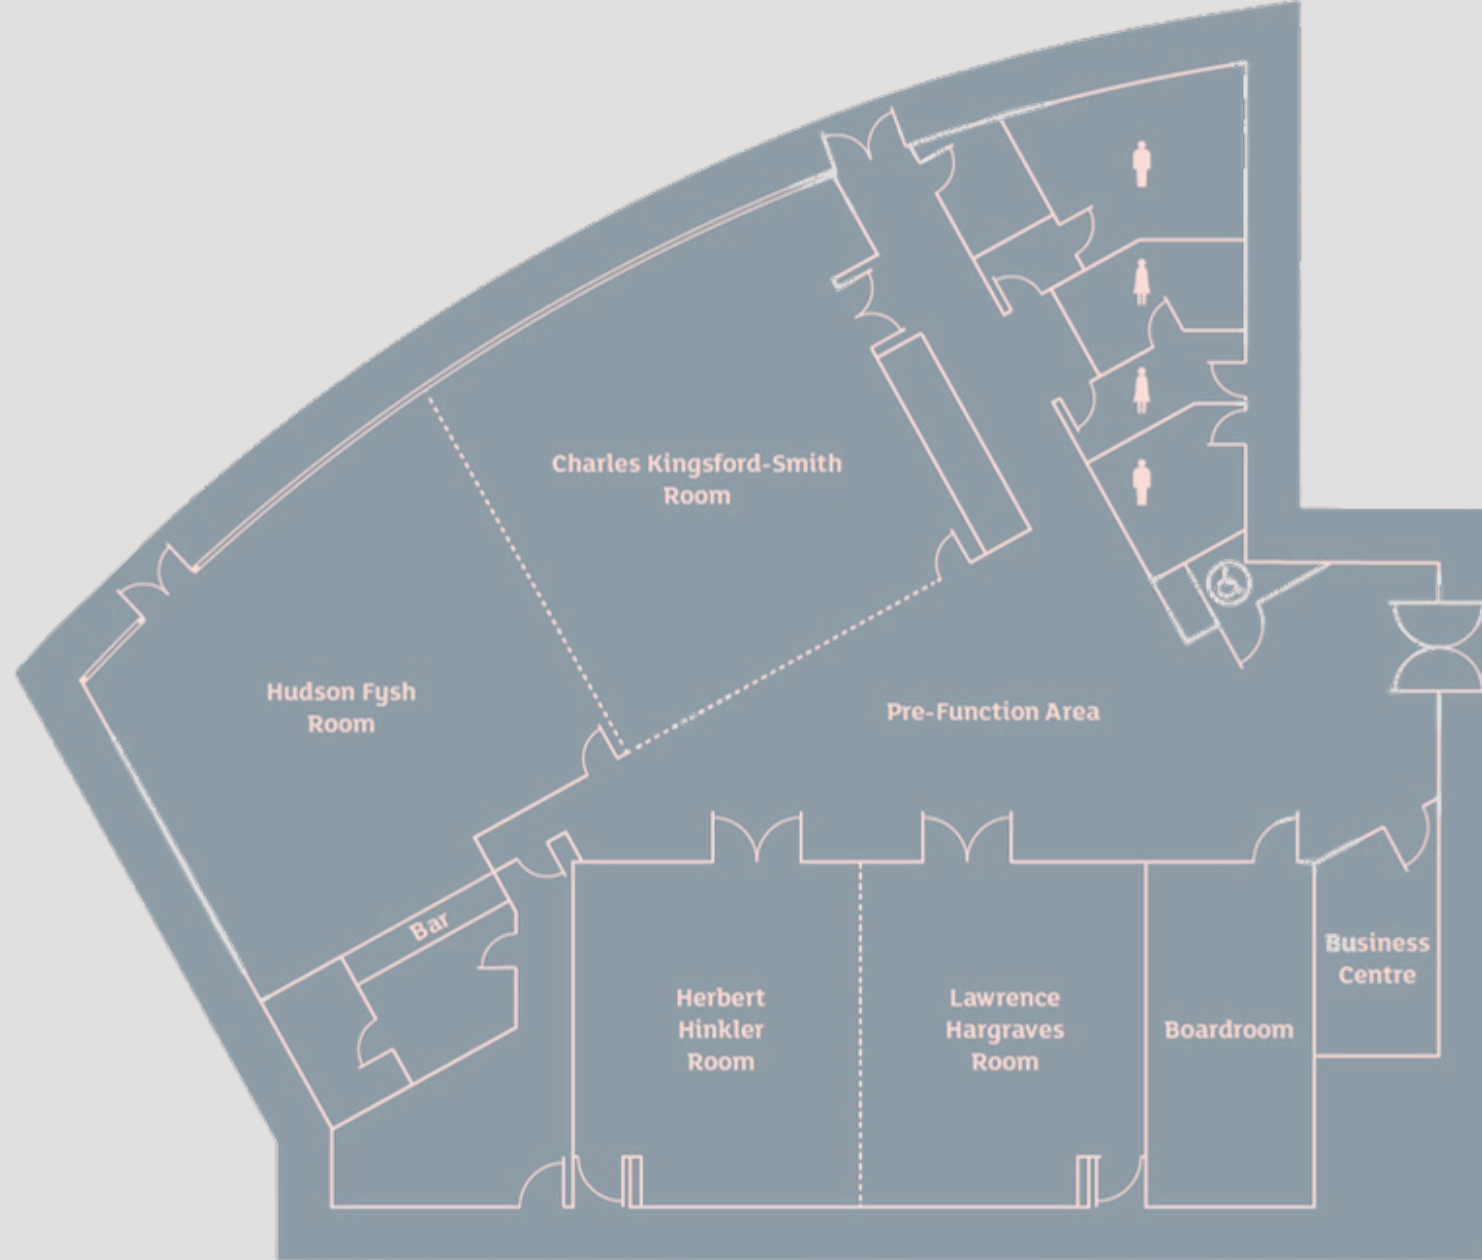 Charles Kingsford-Smith
Room
Hudson Fysh
Room
Pre-Function Area
Bar
Herbert
Hinkler
Room
Lawrence
Hargraves
Room
Boardroom
Business
Centre